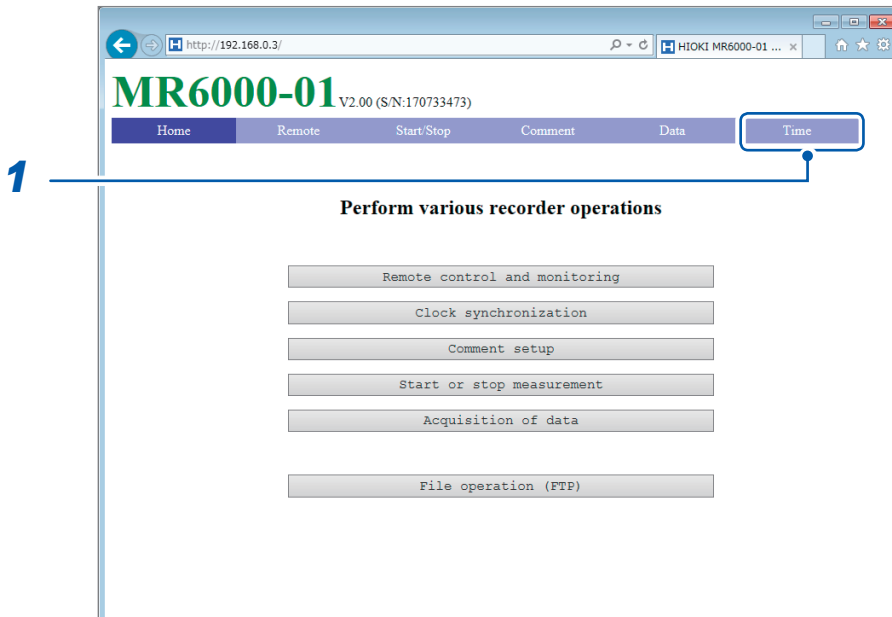 http://192.168.0.3/
HIOKI MR6000-01 ...
MR6000-01 V2.00 (S/N:170733473)
Home Remote Start/Stop Comment Data Time
1
Perform various recorder operations
Remote control and monitoring
Clock synchronization
Comment setup
Start or stop measurement
Acquisition of data
File operation (FTP)